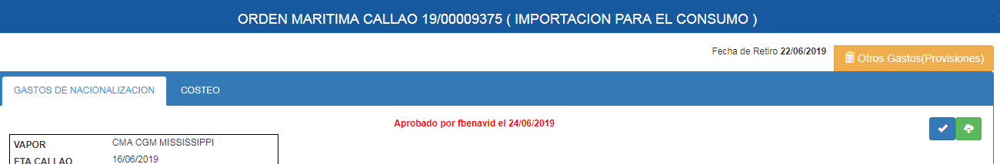 ORDEN MARITIMA CALLAO 19/00009375 ( IMPORTACION PARA EL CONSUMO )
Fecha de Retiro 22/06/2019 Otros Gastos(Provisiones)
GASTOS DE NACIONALIZACION COSTEO
Aprobado por fbenavid el 24/06/2019
VAPOR CMA CGM MISSISSIPPI
ETA CALLAO 16/06/2019